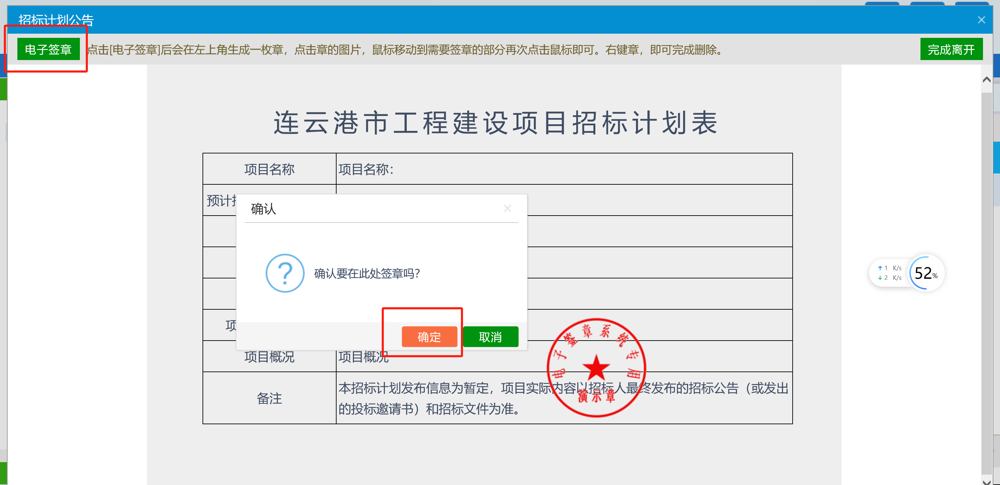 招标计划公告
电子签章
点击[电子签章]后会在左上角生成一枚章，点击章的图片，鼠标移动到需要签章的部分再次点击鼠标即可。右键章，即可完成删除。
完成离开
连云港市工程建设项目招标计划表
项目名称
项目名称：
预计
确认
确认要在此处签章吗？
确定
取消
项
项目概况
项目概况
备注
本招标计划发布信息为暂定，项目实际内容以招标人最终发布的招标公告（或发出
的投标邀请书）和招标文件为准。
电子签章系统专用
演示章
1 K/s
2 K/s
52%